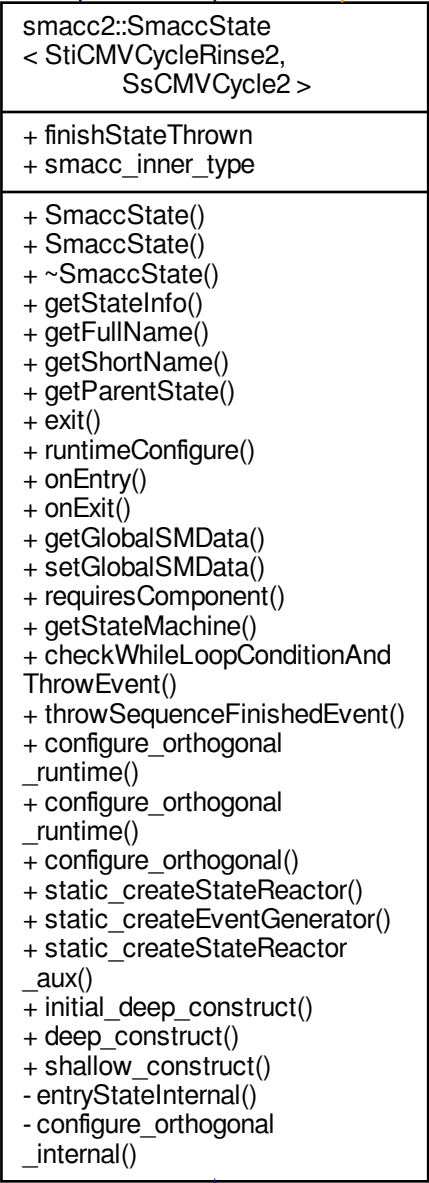 smacc2::SmaccState
< StiCMVCycleRinse2,
SsCMVCycle2 >
+ finishStateThrown
+ smacc_inner_type
+ SmaccState()
+ SmaccState()
+ ~SmaccState()
+ getStateInfo()
+ getFullName()
+ getShortName()
+ getParentState()
+ exit()
+ runtimeConfigure()
+ onEntry()
+ onExit()
+ getGlobalSMData()
+ setGlobalSMData()
+ requiresComponent()
+ getStateMachine()
+ checkWhileLoopConditionAnd
ThrowEvent()
+ throwSequenceFinishedEvent()
+ configure_orthogonal
_runtime()
+ configure_orthogonal
_runtime()
+ configure_orthogonal()
+ static_createStateReactor()
+ static_createEventGenerator()
+ static_createStateReactor
_aux()
+ initial_deep_construct()
+ deep_construct()
+ shallow_construct()
- entryStateInternal()
- configure_orthogonal
_internal()